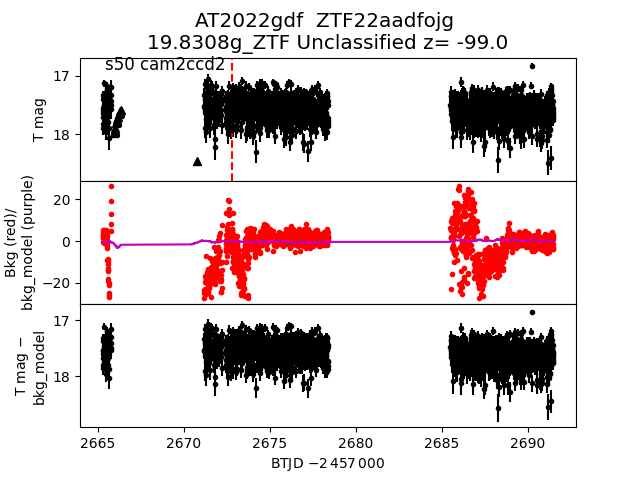 AT2022gdf  ZTF22aadfojg
19.8308g_ZTF Unclassified z= -99.0
s50 cam2ccd2
17
18
T mag
20
0
−20
Bkg (red)/
bkg_model (purple)
17
18
T mag −
bkg_model
2665 2670 2675 2680 2685 2690
BTJD −2 457 000